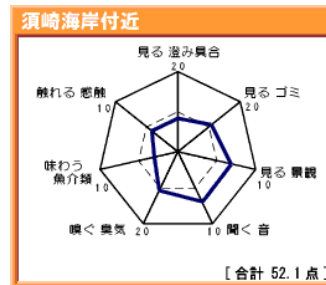 須崎海岸付近
見る 澄み具合
20
触れる 感触
10
見る ゴミ
20
味わう
魚介類
10
見る 景観
10
嗅ぐ 臭気 20
10 聞く 音
[合計 52.1点]